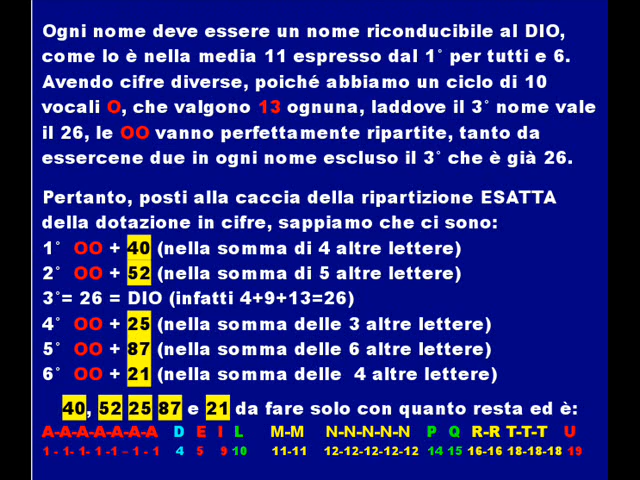 Ogni nome deve essere un nome riconducibile al DIO,
come lo è nella media 11 espresso dal 1° per tutti e 6.
Avendo cifre diverse, poiché abbiamo un ciclo di 10
vocali O, che valgono 13 ognuna, laddove il 3° nome vale
il 26, le OO vanno perfettamente ripartite, tanto da
essercene due in ogni nome escluso il 3° che è già 26.
Pertanto, posti alla caccia della ripartizione ESATTA
della dotazione in cifre, sappiamo che ci sono:
1° OO + 40 (nella somma di 4 altre lettere)
2° OO + 52 (nella somma di 5 altre lettere)
3°= 26 = DIO (infatti 4+9+13=26)
4° OO + 25 (nella somma delle 3 altre lettere)
5° OO + 87 (nella somma delle 6 altre lettere)
6° OO + 21 (nella somma delle 4 altre lettere)
40, 52 25 87 e 21 da fare solo con quanto resta ed è:
A-A-A-A-A-A-A D E I L M-M N-N-N-N-N P Q R-R T-T-T U
1 - 1- 1- 1 -1 – 1 - 1 4 5 9 10 11-11 12-12-12-12-12 14 15 16-16 18-18-18 19